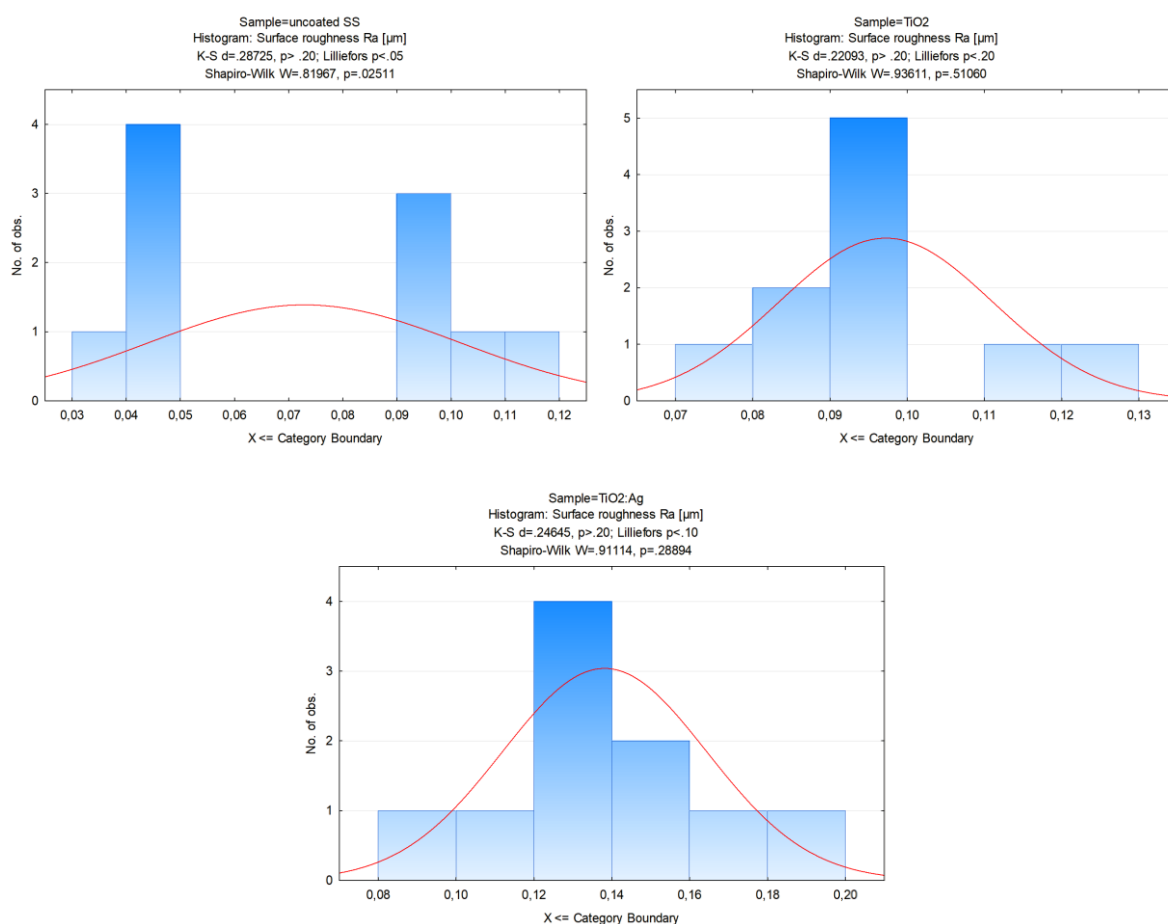 Sample=uncoated SS
Histogram: Surface roughness Ra [µm]
K-S d=.28725, p> .20; Lilliefors p<.05
Shapiro-Wilk W=.81967, p=.02511
4
3
2
1
0
No. of obs.
0,03 0,04 0,05 0,06 0,07 0,08 0,09 0,10 0,11 0,12
X <= Category Boundary
Sample=TiO2
Histogram: Surface roughness Ra [µm]
K-S d=.22093, p> .20; Lilliefors p<.20
Shapiro-Wilk W=.93611, p=.51060
5
4
3
2
1
0
No. of obs.
0,07 0,08 0,09 0,10 0,11 0,12 0,13
X <= Category Boundary
Sample=TiO2:Ag
Histogram: Surface roughness Ra [µm]
K-S d=.24645, p>.20; Lilliefors p<.10
Shapiro-Wilk W=.91114, p=.28894
4
3
2
1
0
No. of obs.
0,08 0,10 0,12 0,14 0,16 0,18 0,20
X <= Category Boundary